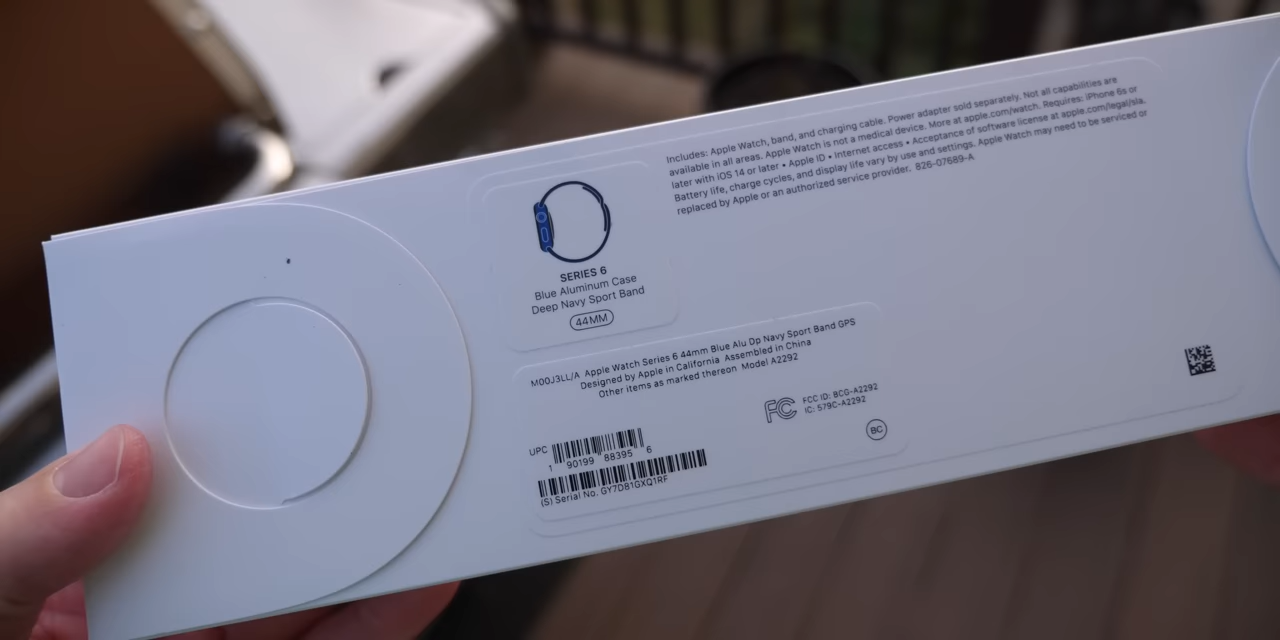 Includes: Apple Watch, band, and charging cable. Power adapter sold separately. Not all capabilities are
available in all areas. Apple Watch is not a medical device. More at apple.com/watch. Requires: iPhone 6s or
later with iOS 14 or later • Apple ID • Internet access • Acceptance of software license at apple.com/legal/sla.
Battery life, charge cycles, and display life vary by use and settings. Apple Watch may need to be serviced or
replaced by Apple or an authorized service provider. 826-07689-A
SERIES 6
Blue Aluminum Case
Deep Navy Sport Band
44MM
M00J3LL/A Apple Watch Series 6 44mm Blue Alu Dp Navy Sport Band GPS
Designed by Apple in California Assembled in China
Other items as marked thereon Model A2292
FC FCC ID: BCG-A2292
IC: 579C-A2292
BC
UPC
1 90199 88395 6
(S) Serial No. GY7D81GXQ1RF